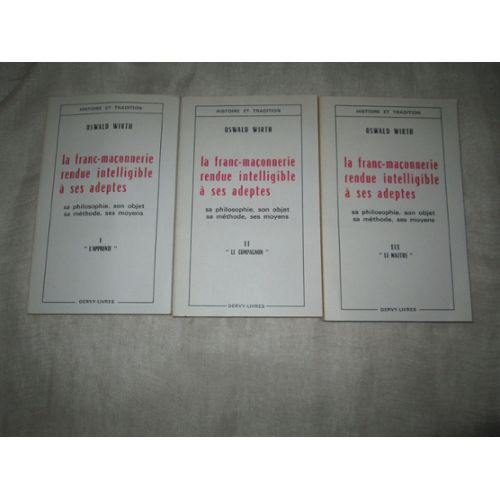 HISTOIRE ET TRADITION
OSWALD WIRTH
la franc-maçonnerie
rendue intelligible
à ses adeptes
sa philosophie, son objet
sa méthode, ses moyens
I
" L'APPRENTI "
DERVY-LIVRES
HISTOIRE ET TRADITION
OSWALD WIRTH
la franc-maçonnerie
rendue intelligible
à ses adeptes
sa philosophie, son objet
sa méthode, ses moyens
II
" LE COMPAGNON "
DERVY-LIVRES
HISTOIRE ET TRADITION
OSWALD WIRTH
la franc-maçonnerie
rendue intelligible
à ses adeptes
sa philosophie, son objet
sa méthode, ses moyens
III
" LE MAITRE "
DERVY-LIVRES